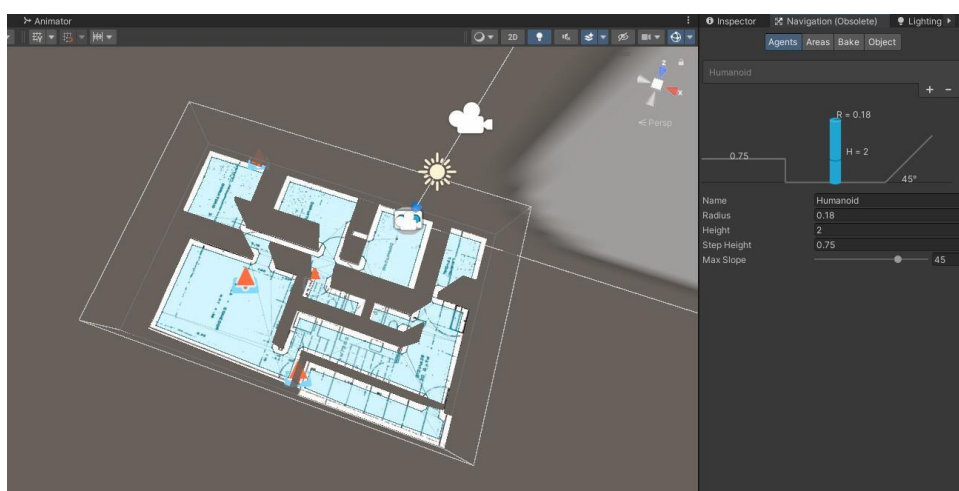 Animator
Inspector
Navigation (Obsolete)
Lighting
2D
Agents
Areas
Bake
Object
Humanoid
z
x
Persp
R = 0.18
0.75
H = 2
45°
Name
Humanoid
Radius
0.18
Height
2
Step Height
0.75
Max Slope
45